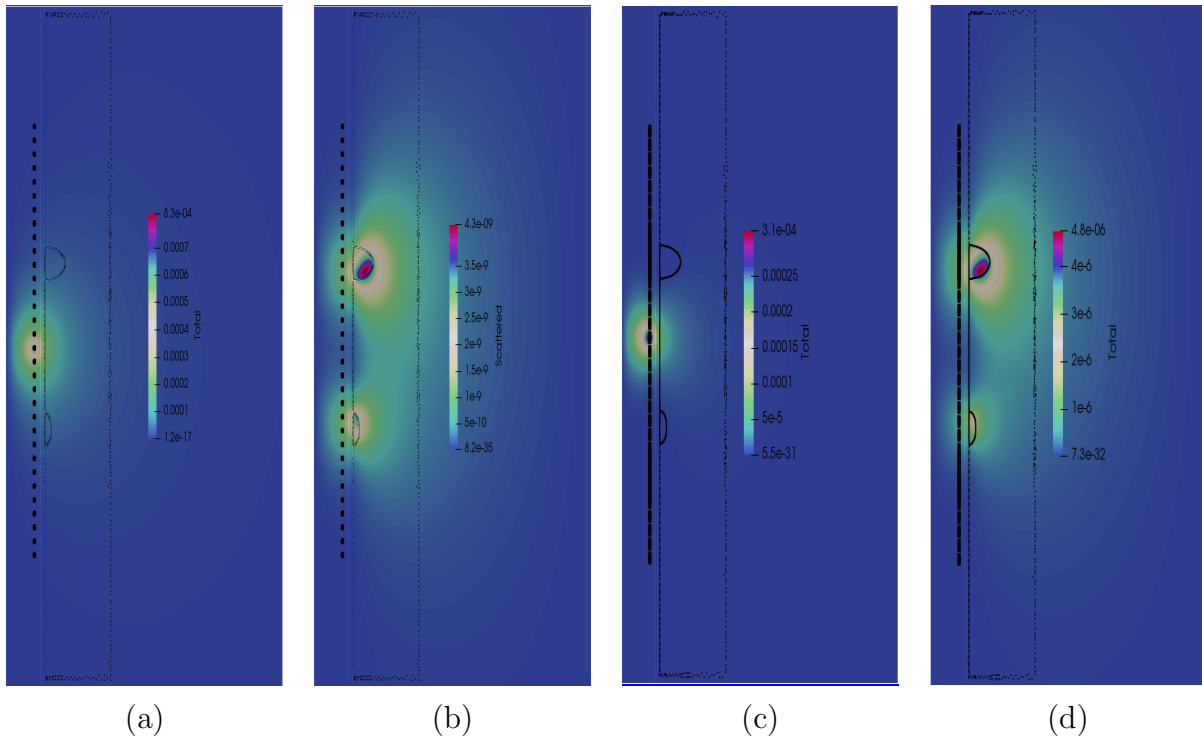 8.3e-04
0.0007
0.0006
0.0005
0.0004
0.0003
0.0002
0.0001
1.2e-17
Total
4.3e-09
3.5e-9
3e-9
2.5e-9
2e-9
1.5e-9
1e-9
5e-10
8.2e-35
Scattered
3.1e-04
0.00025
0.0002
0.00015
0.0001
5e-5
5.5e-31
Total
4.8e-06
4e-6
3e-6
2e-6
1e-6
7.3e-32
Total
(a)
(b)
(c)
(d)